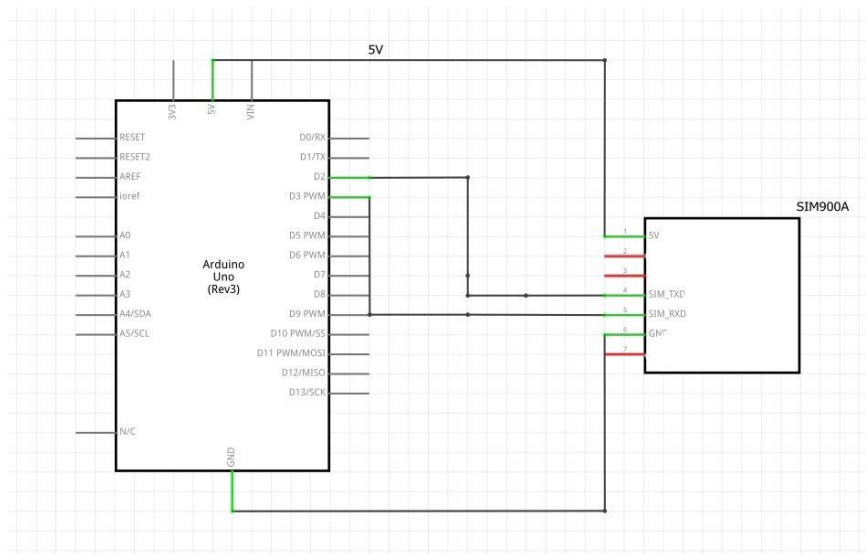 5V
SIM900A
3V3
5V
VIN
RESET
RESET2
AREF
ioref
A0
A1
A2
A3
A4/SDA
A5/SCL
N/C
D0/RX
D1/TX
D2
D3 PWM
D4
D5 PWM
D6 PWM
D7
D8
D9 PWM
D10 PWM/SS
D11 PWM/MOSI
D12/MISO
D13/SCK
Arduino
Uno
(Rev3)
GND
1 5V
2
3
4 SIM_TXD
5 SIM_RXD
6 GND
7